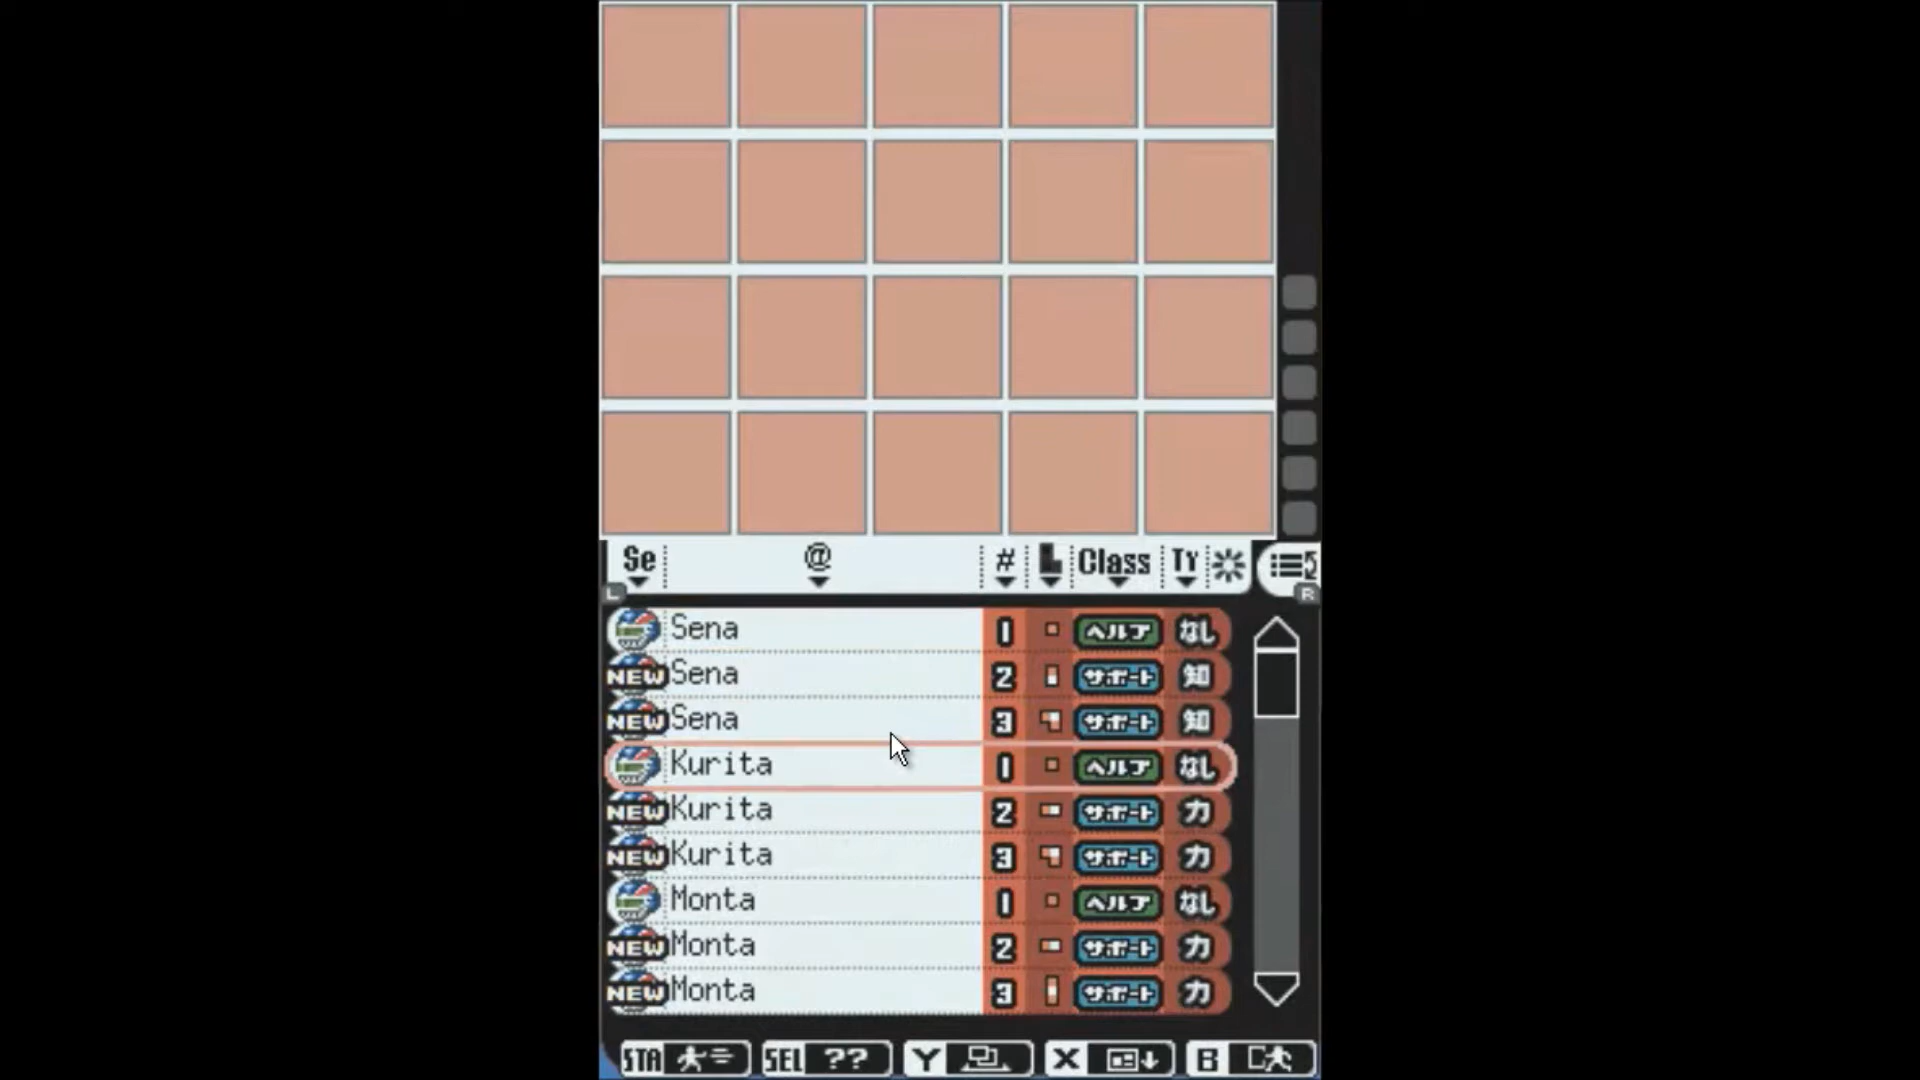 Se @ # Class Ty
L R
Sena 1 ヘルプ なし
NEW Sena 2 サポート 知
NEW Sena 3 サポート 知
Kurita 1 ヘルプ なし
NEW Kurita 2 サポート 力
NEW Kurita 3 サポート 力
Monta 1 ヘルプ なし
NEW Monta 2 サポート 力
NEW Monta 3 サポート 力
STA SEL ?? Y X B